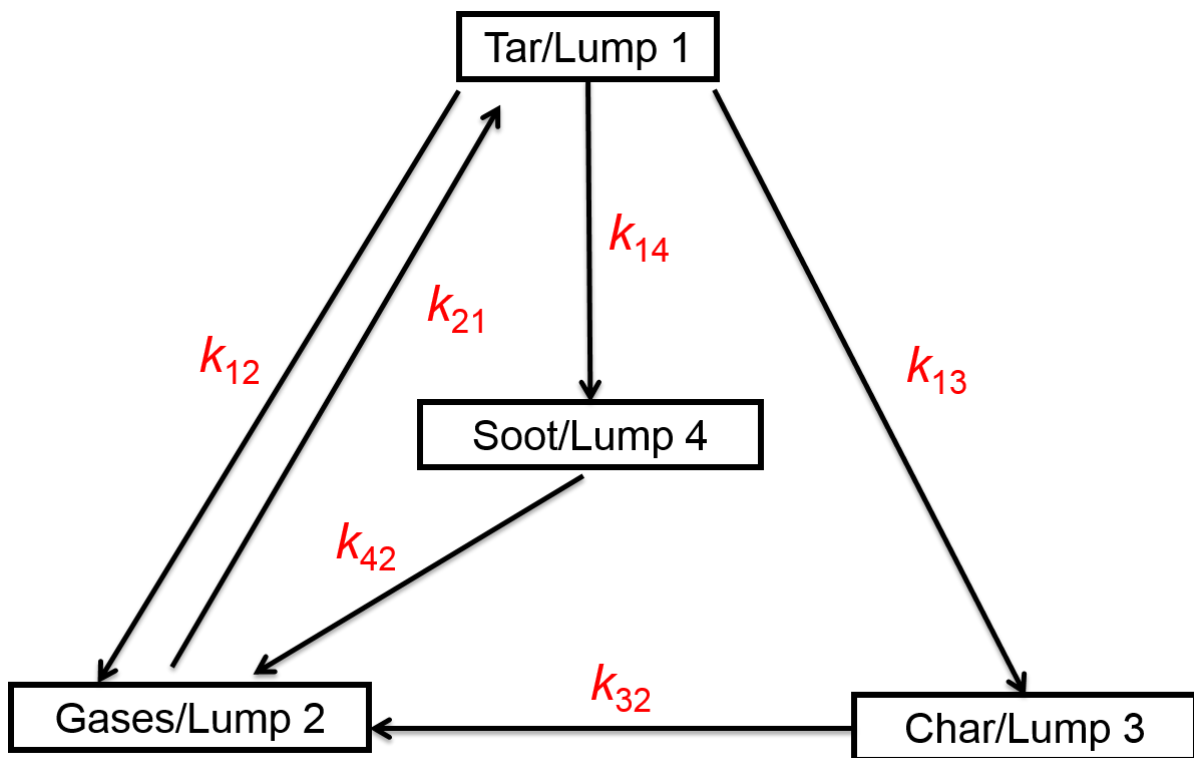 Tar/Lump 1
k14
k21
k12
k13
Soot/Lump 4
k42
k32
Gases/Lump 2
Char/Lump 3